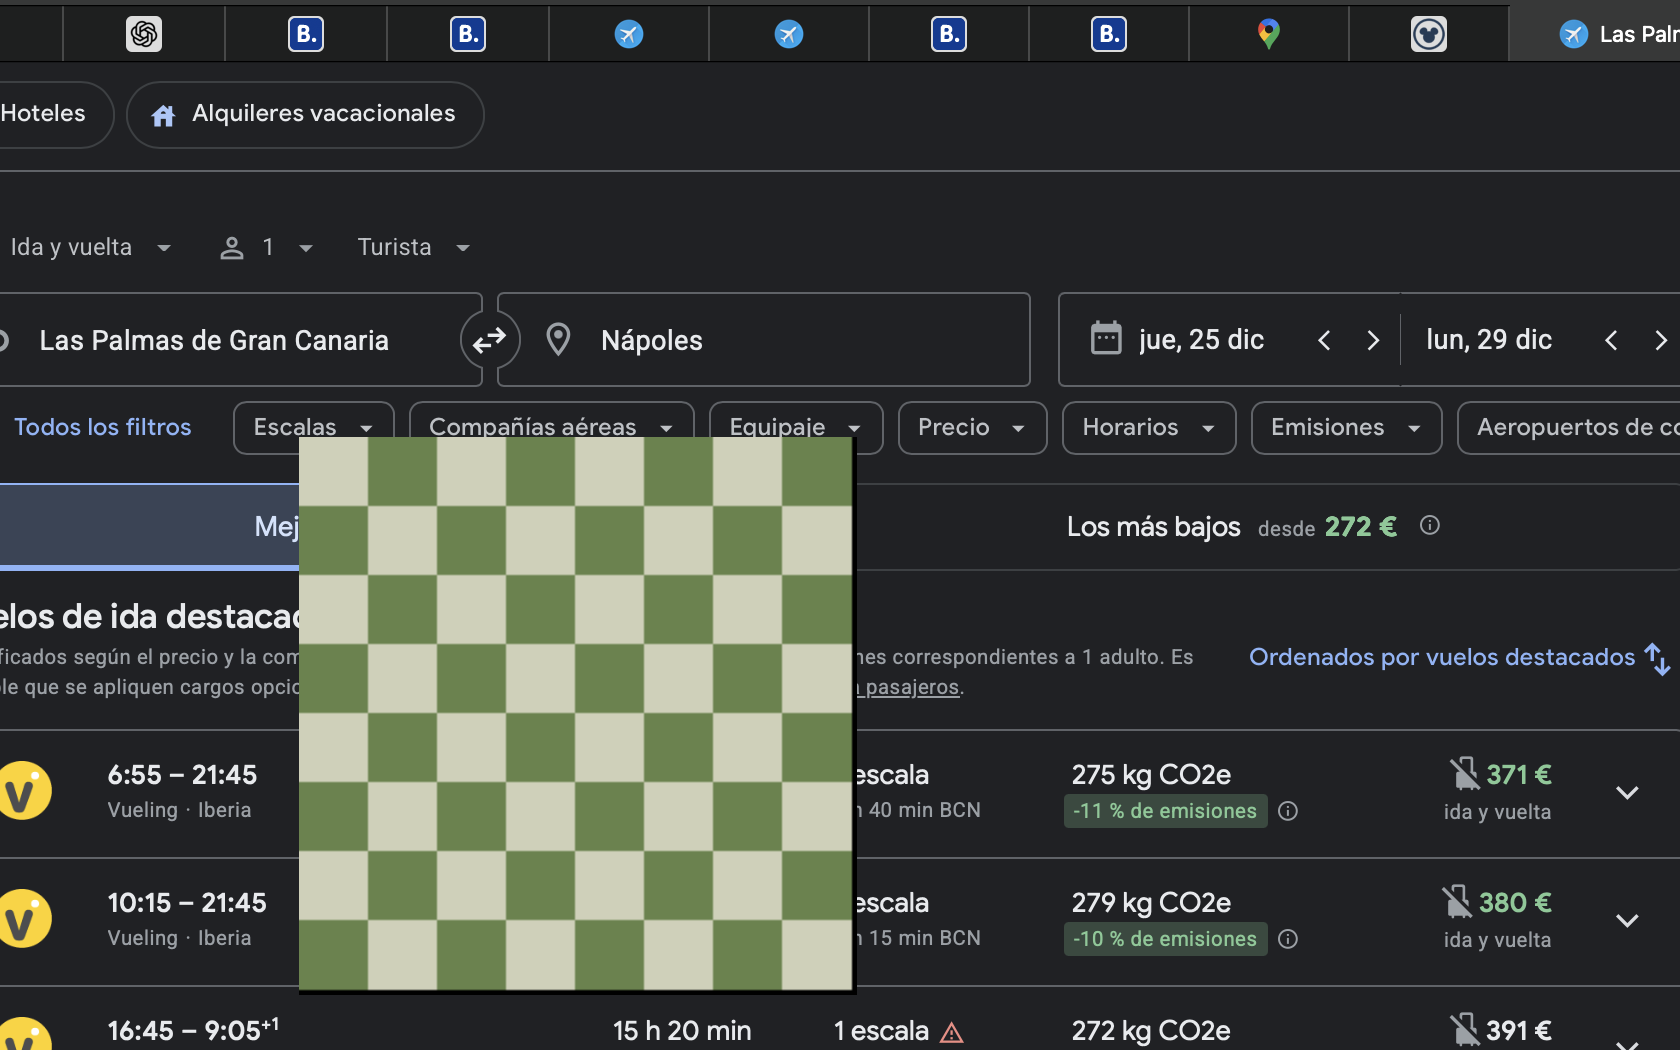 B.
B.
B.
B.
Las Palm
Hoteles
Alquileres vacacionales
Ida y vuelta
1
Turista
Las Palmas de Gran Canaria
Nápoles
jue, 25 dic
lun, 29 dic
Todos los filtros
Escalas
Compañías aéreas
Equipaje
Precio
Horarios
Emisiones
Aeropuertos de co
Mej
Los más bajos desde 272 €
elos de ida destacad
ficados según el precio y la com
nes correspondientes a 1 adulto. Es
Ordenados por vuelos destacados
le que se apliquen cargos opcio
pasajeros.
6:55 – 21:45
escala
275 kg CO2e
371 €
Vueling · Iberia
40 min BCN
-11 % de emisiones
ida y vuelta
10:15 – 21:45
escala
279 kg CO2e
380 €
Vueling · Iberia
15 min BCN
-10 % de emisiones
ida y vuelta
16:45 – 9:05+1
15 h 20 min
1 escala
272 kg CO2e
391 €